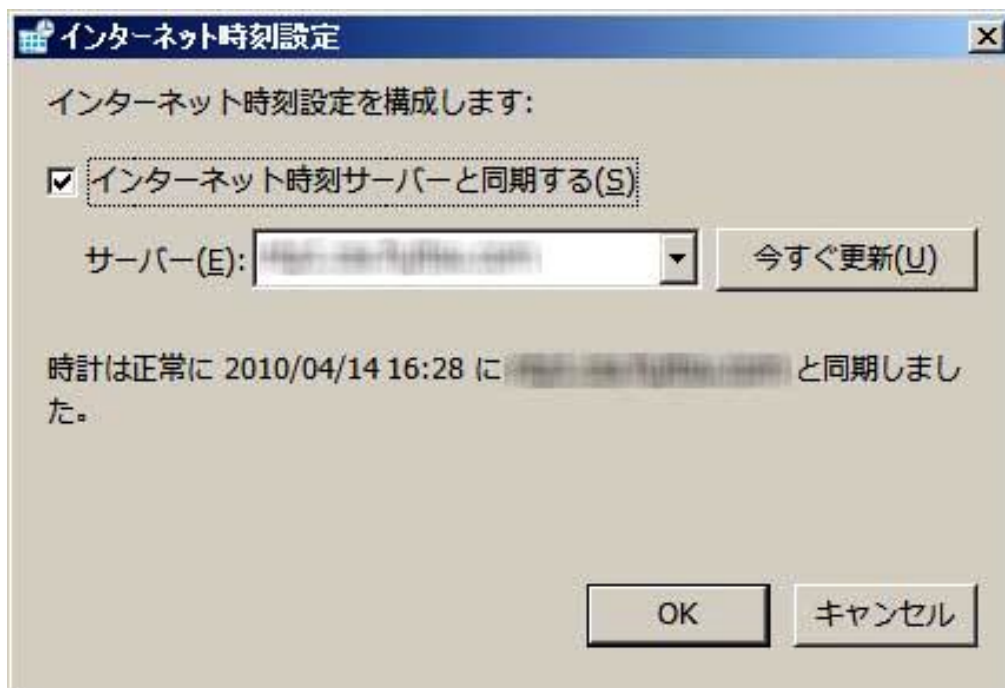 インターネット時刻設定
インターネット時刻設定を構成します:
インターネット時刻サーバーと同期する(S)
サーバー(E): 今すぐ更新(U)
時計は正常に 2010/04/14 16:28 に と同期しまし
た。
OK キャンセル